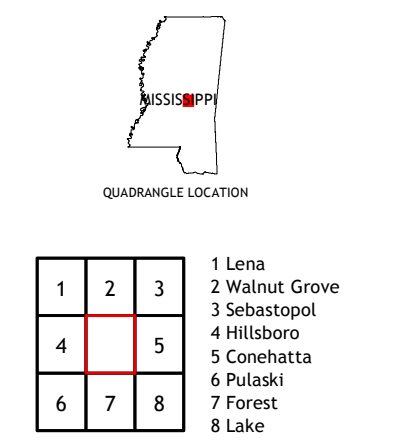 MISSISSIPPI
QUADRANGLE LOCATION
1 2 3
4 5
6 7 8
1 Lena
2 Walnut Grove
3 Sebastopol
4 Hillsboro
5 Conehatta
6 Pulaski
7 Forest
8 Lake